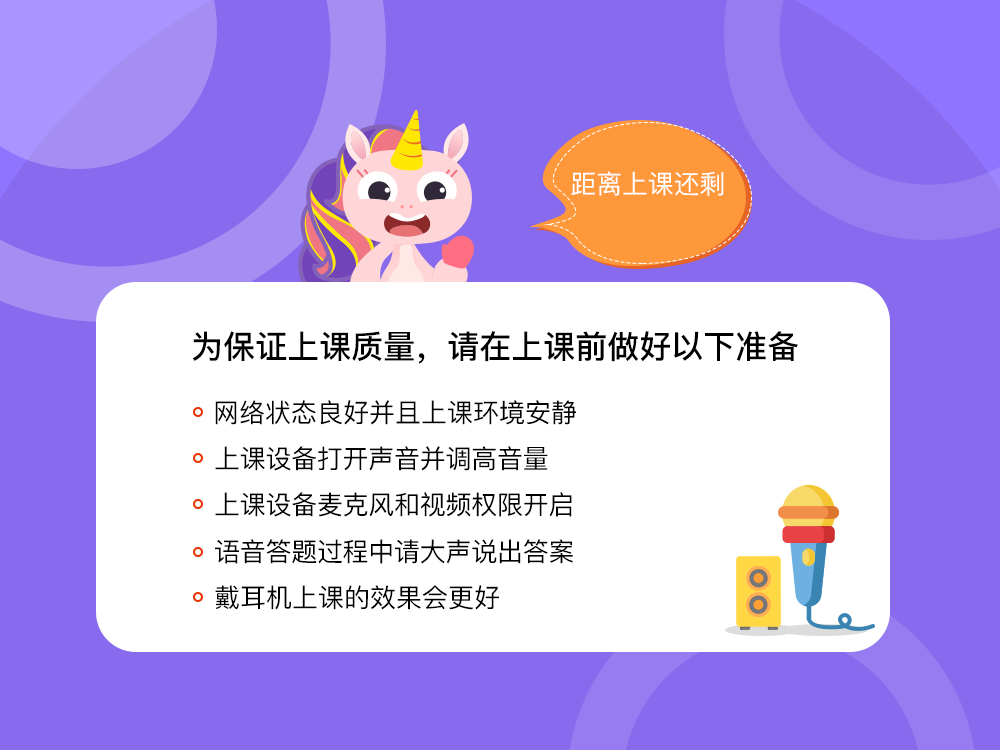 距离上课还剩
为保证上课质量，请在上课前做好以下准备
网络状态良好并且上课环境安静
上课设备打开声音并调高音量
上课设备麦克风和视频权限开启
语音答题过程中请大声说出答案
戴耳机上课的效果会更好